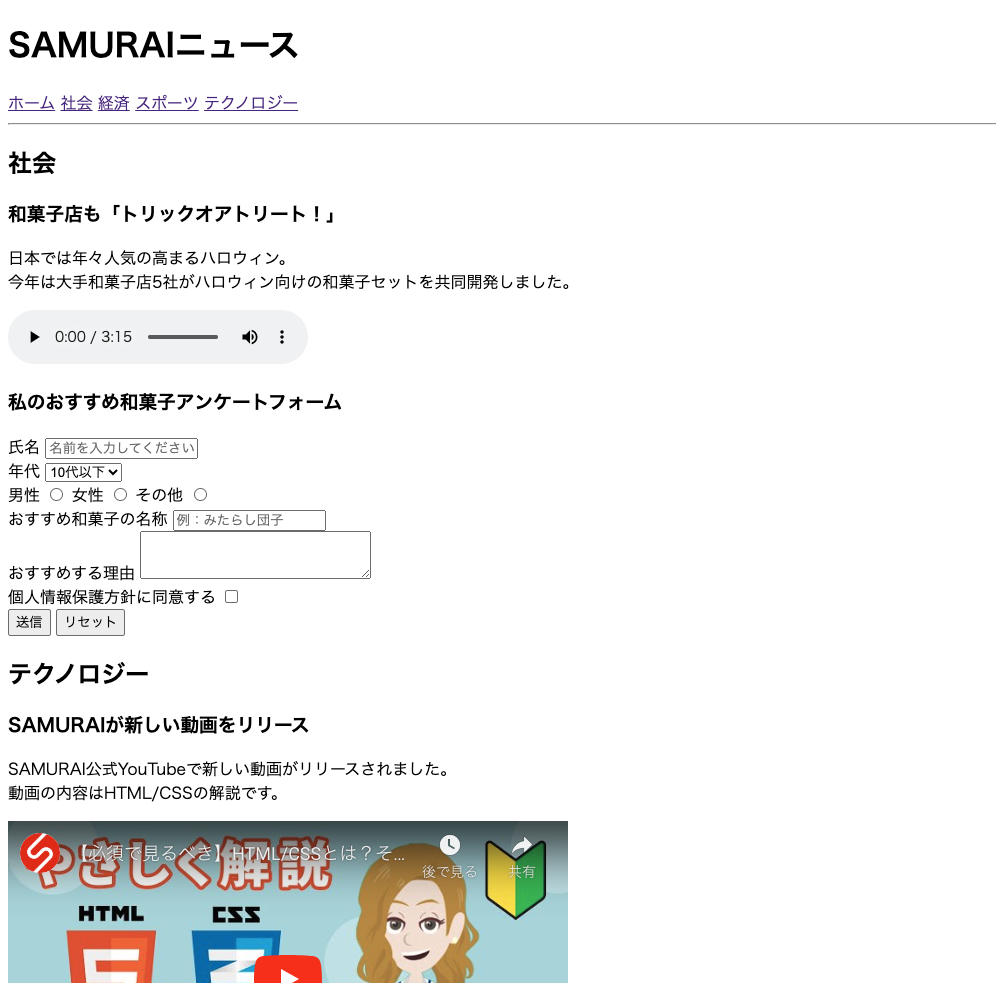 SAMURAIニュース
ホーム 社会 経済 スポーツ テクノロジー
社会
和菓子店も「トリックオアトリート！」
日本では年々人気の高まるハロウィン。
今年は大手和菓子店5社がハロウィン向けの和菓子セットを共同開発しました。
0:00 / 3:15
私のおすすめ和菓子アンケートフォーム
氏名 名前を入力してください
年代 10代以下
男性 女性 その他
おすすめ和菓子の名称 例：みたらし団子
おすすめする理由
個人情報保護方針に同意する
送信 リセット
テクノロジー
SAMURAIが新しい動画をリリース
SAMURAI公式YouTubeで新しい動画がリリースされました。
動画の内容はHTML/CSSの解説です。
【必須で見るべき】HTML/CSSとは？そ...
後で見る 共有
やさしく解説
HTML CSS